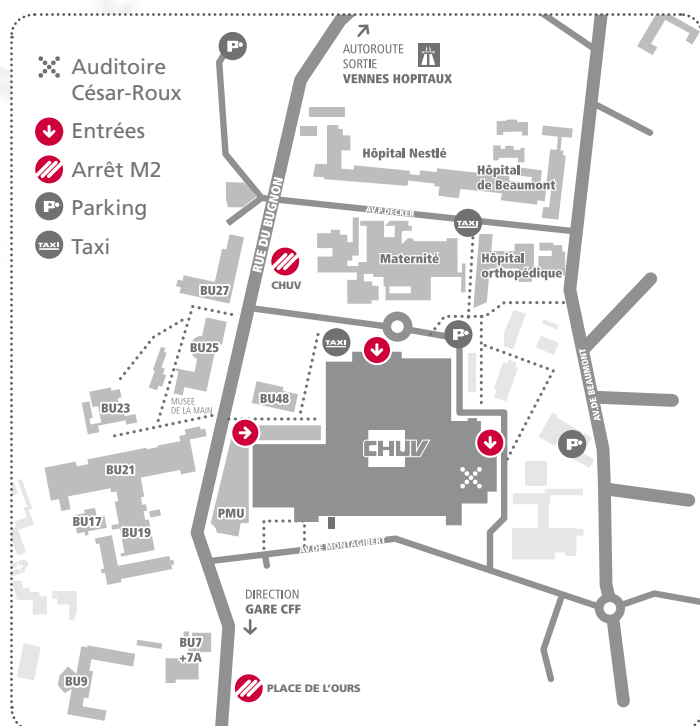 Auditoire
César-Roux
Entrées
Arrêt M2
P
Parking
TAXI
Taxi
P
AUTOROUTE
SORTIE
VENNES HOPITAUX
Hôpital Nestlé
Hôpital
de Beaumont
AV.P.DECKER
TAXI
RUE DU BUGNON
CHUV
Maternité
Hôpital
orthopédique
BU27
BU25
TAXI
P
MUSEE
DE LA MAIN
BU23
BU48
AV.DE BEAUMONT
CHUV
P
BU21
BU17
BU19
PMU
AV.DE MONTAGIBERT
DIRECTION
GARE CFF
BU7
+7A
BU9
PLACE DE L'OURS